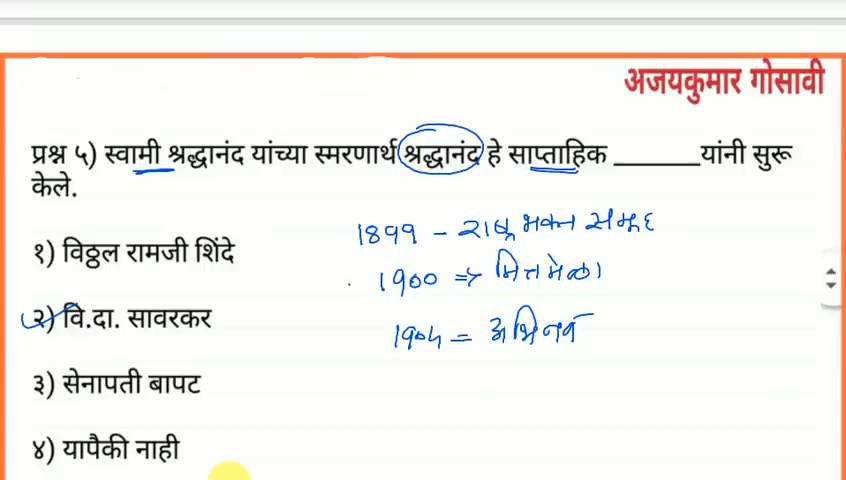 अजयकुमार गोसावी
प्रश्न ५) स्वामी श्रद्धानंद यांच्या स्मरणार्थ श्रद्धानंद हे साप्ताहिक _______यांनी सुरू
केले.
१) विठ्ठल रामजी शिंदे
1899 - राष्ट्रभक्त समूह
२) वि.दा. सावरकर
1900 => मित्रमेळा
1904 = अभिनव
३) सेनापती बापट
४) यापैकी नाही